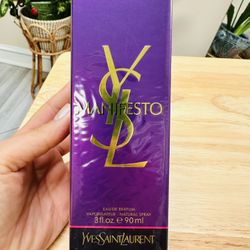 YSL
MANIFESTO
EAU DE PARFUM
VAPORISATEUR - NATURAL SPRAY
3 fl. oz ℮ 90 ml
YVESSAINTLAURENT